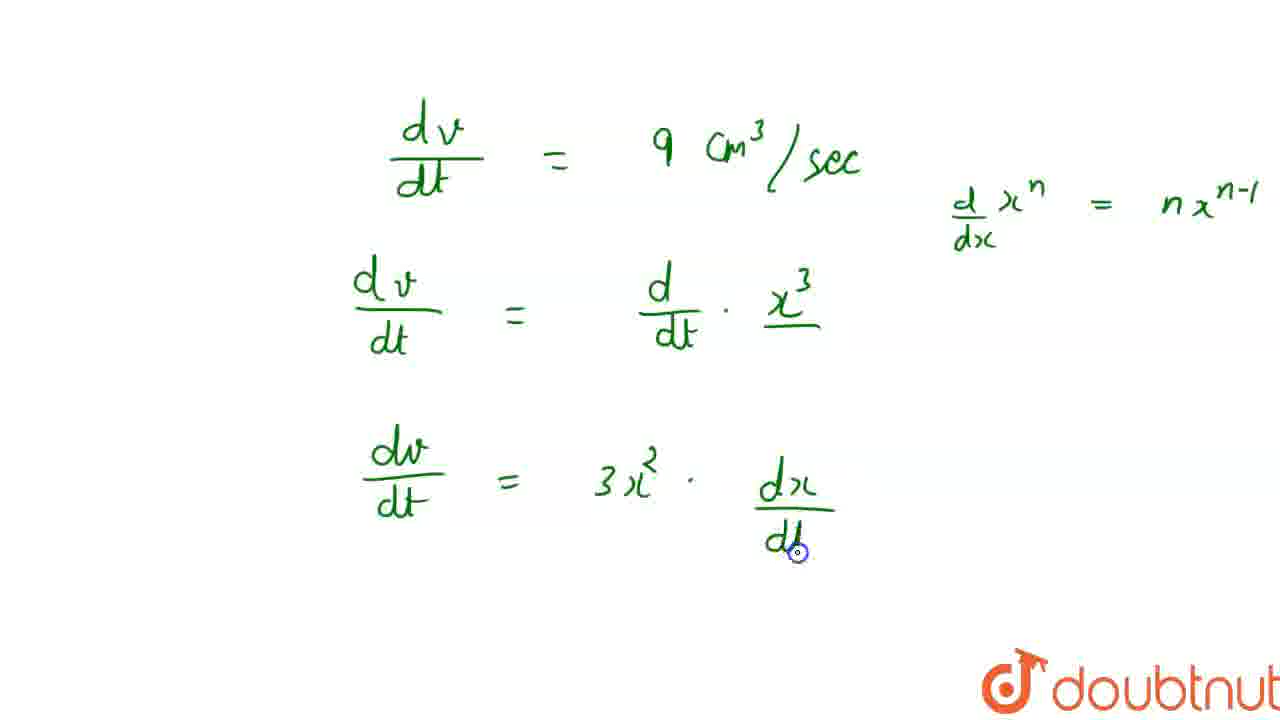 dv/dt = 9 cm³/sec
d/dx xⁿ = n xⁿ⁻¹
dv/dt = d/dt · x³
dv/dt = 3x² · dx/dt
doubtnut